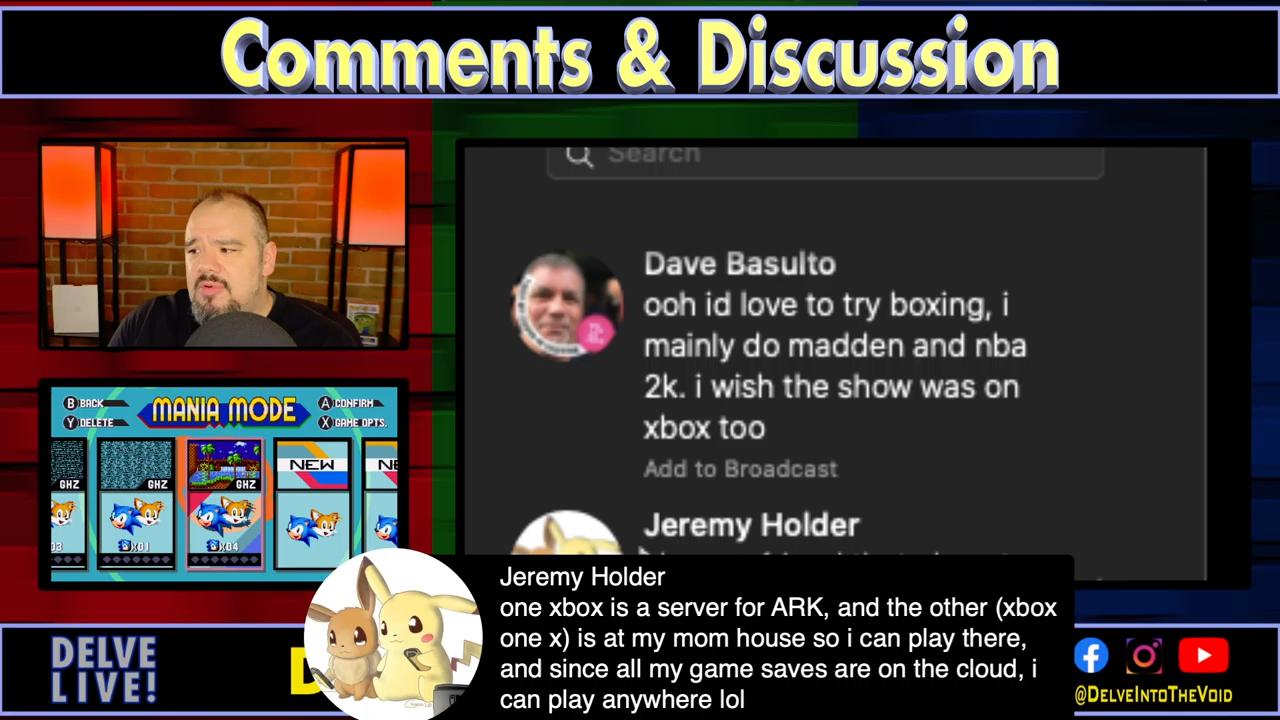 Comments & Discussion
Search
Dave Basulto
ooh id love to try boxing, i
mainly do madden and nba
2k. i wish the show was on
xbox too
Add to Broadcast
Jeremy Holder
B BACK
Y DELETE
MANIA MODE
A CONFIRM
X GAME OPTS.
GHZ
GHZ
GHZ
NEW
NE
03
X01
X04
Jeremy Holder
one xbox is a server for ARK, and the other (xbox
one x) is at my mom house so i can play there,
and since all my game saves are on the cloud, i
can play anywhere lol
DELVE
LIVE!
D
@DelveIntoTheVoid